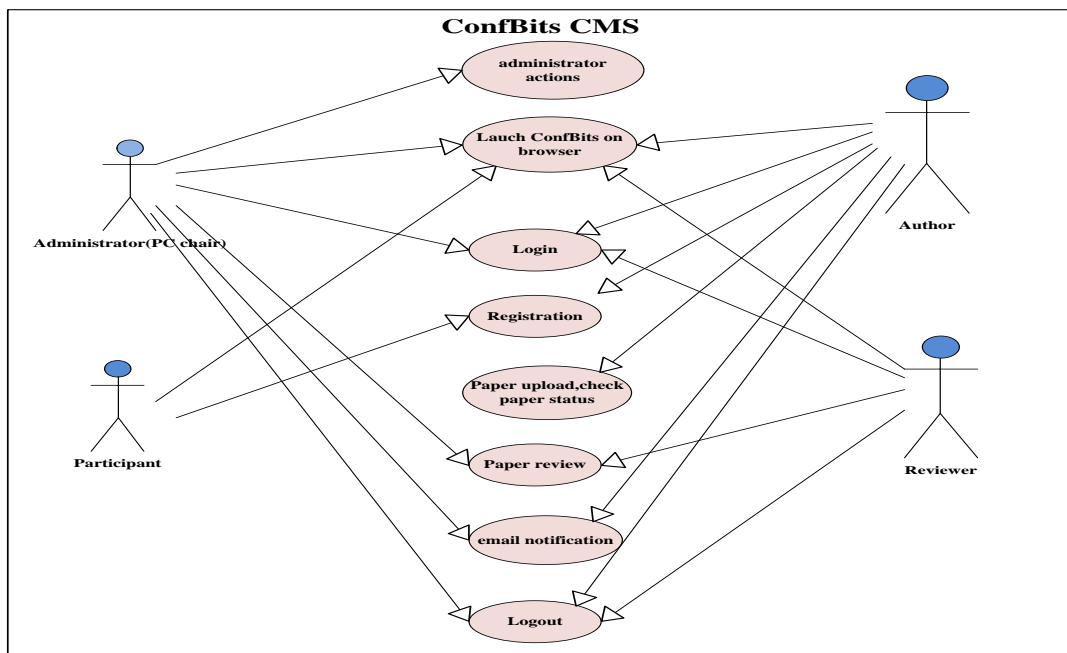 ConfBits CMS
administrator
actions
Lauch ConfBits on
browser
Administrator(PC chair)
Author
Login
Registration
Paper upload,check
paper status
Participant
Paper review
Reviewer
email notification
Logout